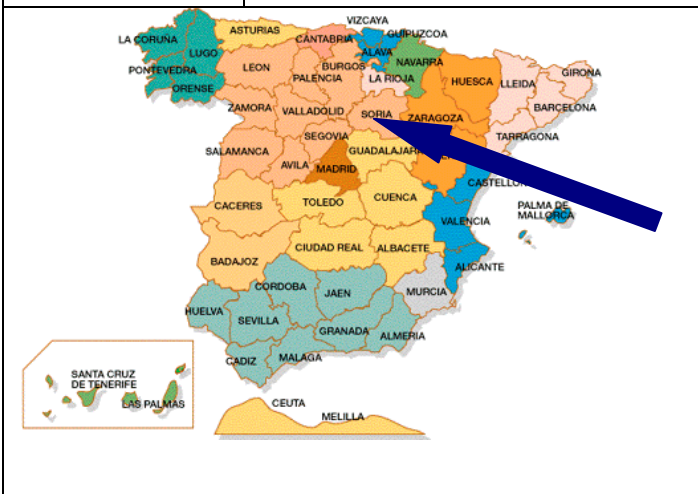 VIZCAYA
ASTURIAS
GUIPUZCOA
LA CORUÑA
CANTABRIA
LUGO
ALAVA
NAVARRA
LEON
BURGOS
PONTEVEDRA
PALENCIA
LA RIOJA
HUESCA
LLEIDA
GIRONA
ORENSE
ZAMORA
VALLADOLID
SORIA
ZARAGOZA
BARCELONA
SEGOVIA
TARRAGONA
SALAMANCA
AVILA
MADRID
GUADALAJAR
CASTELLON
CACERES
TOLEDO
CUENCA
PALMA DE
MALLORCA
VALENCIA
CIUDAD REAL
ALBACETE
BADAJOZ
ALICANTE
CORDOBA
JAEN
MURCIA
HUELVA
SEVILLA
GRANADA
ALMERIA
CADIZ
MALAGA
SANTA CRUZ
DE TENERIFE
LAS PALMAS
CEUTA
MELILLA